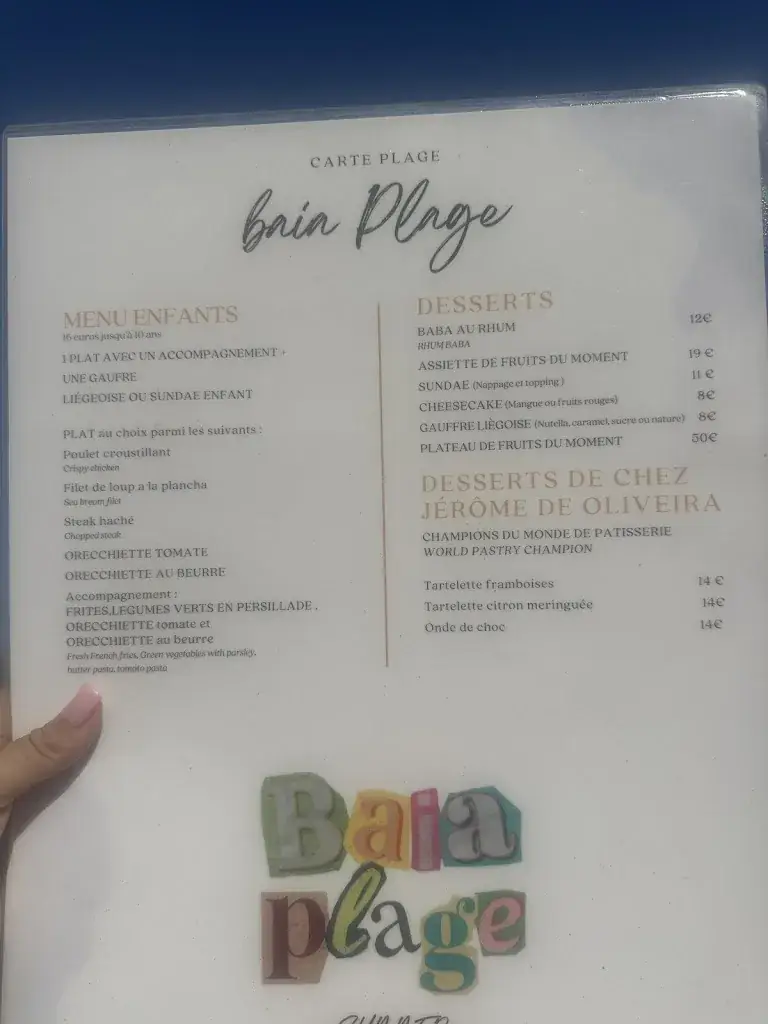 CARTE PLAGE
baia Plage
MENU ENFANTS
16 euros jusqu'à 10 ans
1 PLAT AVEC UN ACCOMPAGNEMENT +
UNE GAUFRE
LIÉGEOISE OU SUNDAE ENFANT
PLAT au choix parmi les suivants :
Poulet croustillant
Crispy chicken
Filet de loup a la plancha
Sea bream filet
Steak haché
Chopped steak
ORECCHIETTE TOMATE
ORECCHIETTE AU BEURRE
Accompagnement :
FRITES,LEGUMES VERTS EN PERSILLADE ,
ORECCHIETTE tomate et
ORECCHIETTE au beurre
Fresh French fries, Green vegetables with parsley,
butter pasta, tomato pasta
DESSERTS
BABA AU RHUM 12€
RHUM BABA
ASSIETTE DE FRUITS DU MOMENT 19 €
SUNDAE (Nappage et topping ) 11 €
CHEESECAKE (Mangue ou fruits rouges) 8€
GAUFFRE LIÈGOISE (Nutella, caramel, sucre ou nature) 8€
PLATEAU DE FRUITS DU MOMENT 50€
DESSERTS DE CHEZ
JÉRÔME DE OLIVEIRA
CHAMPIONS DU MONDE DE PATISSERIE
WORLD PASTRY CHAMPION
Tartelette framboises 14 €
Tartelette citron meringuée 14€
Onde de choc 14€
Baia
plage